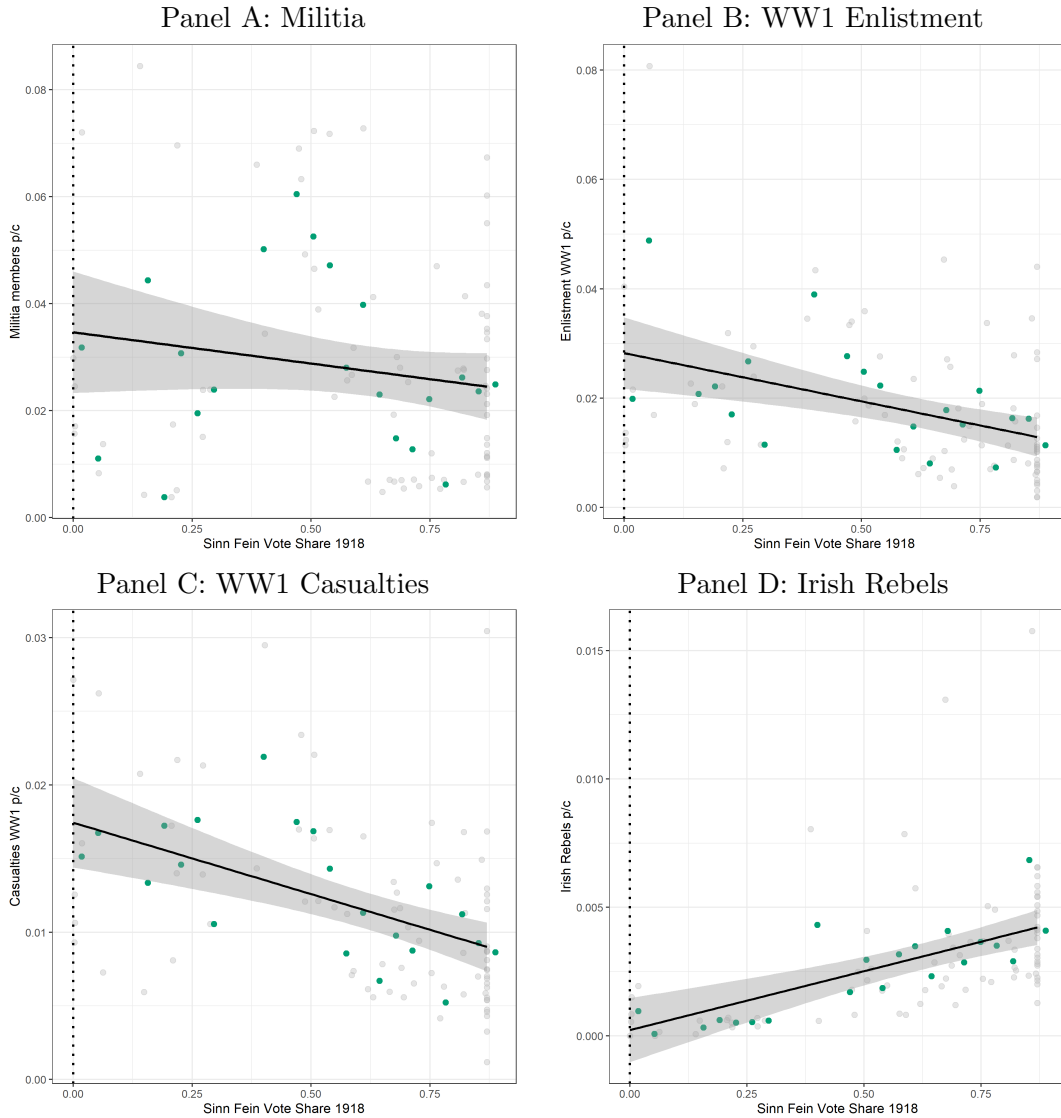 Panel A: Militia
Panel B: WW1 Enlistment
0.08
0.06
0.04
0.02
0.00
Militia members p/c
0.00 0.25 0.50 0.75
Sinn Fein Vote Share 1918
0.08
0.06
0.04
0.02
0.00
Enlistment WW1 p/c
0.00 0.25 0.50 0.75
Sinn Fein Vote Share 1918
Panel C: WW1 Casualties
Panel D: Irish Rebels
0.03
0.02
0.01
0.00
Casualties WW1 p/c
0.00 0.25 0.50 0.75
Sinn Fein Vote Share 1918
0.015
0.010
0.005
0.000
Irish Rebels p/c
0.00 0.25 0.50 0.75
Sinn Fein Vote Share 1918